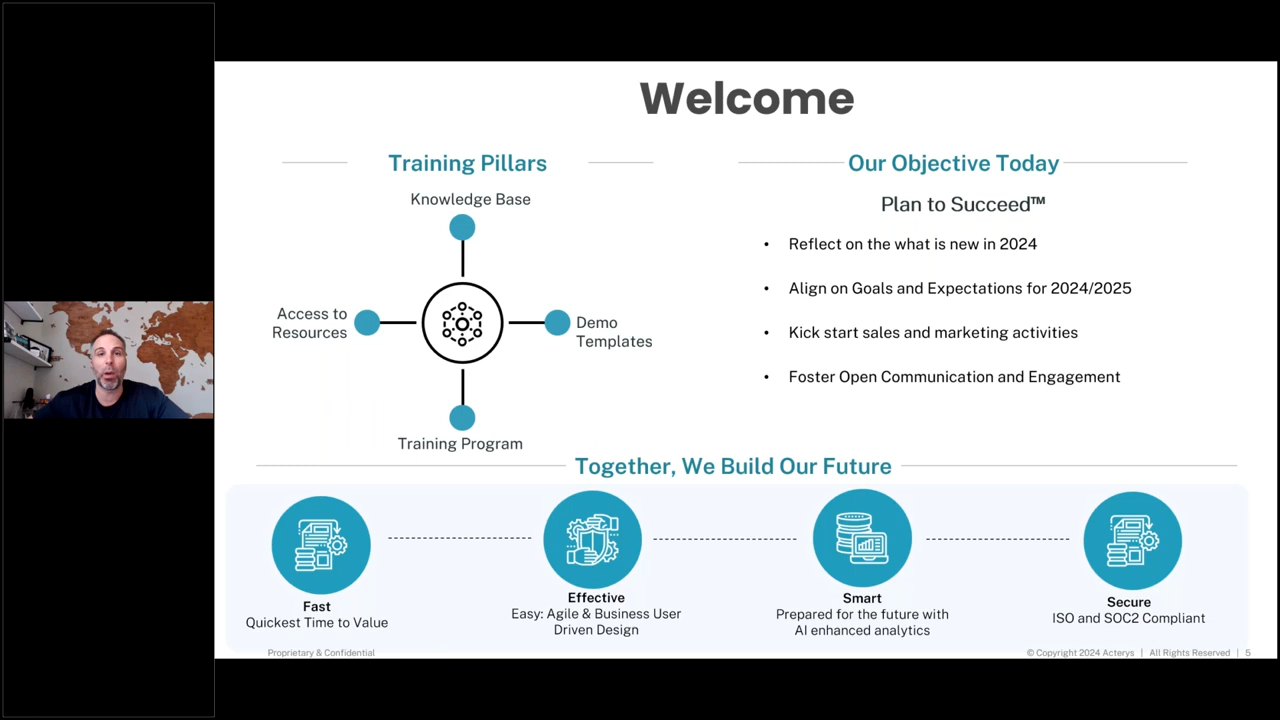 Welcome
Training Pillars
Knowledge Base
Access to
Resources
Demo
Templates
Training Program
Our Objective Today
Plan to Succeed™
• Reflect on the what is new in 2024
• Align on Goals and Expectations for 2024/2025
• Kick start sales and marketing activities
• Foster Open Communication and Engagement
Together, We Build Our Future
Fast
Quickest Time to Value
Effective
Easy: Agile & Business User
Driven Design
Smart
Prepared for the future with
AI enhanced analytics
Secure
ISO and SOC2 Compliant
Proprietary & Confidential
© Copyright 2024 Acterys | All Rights Reserved | 5